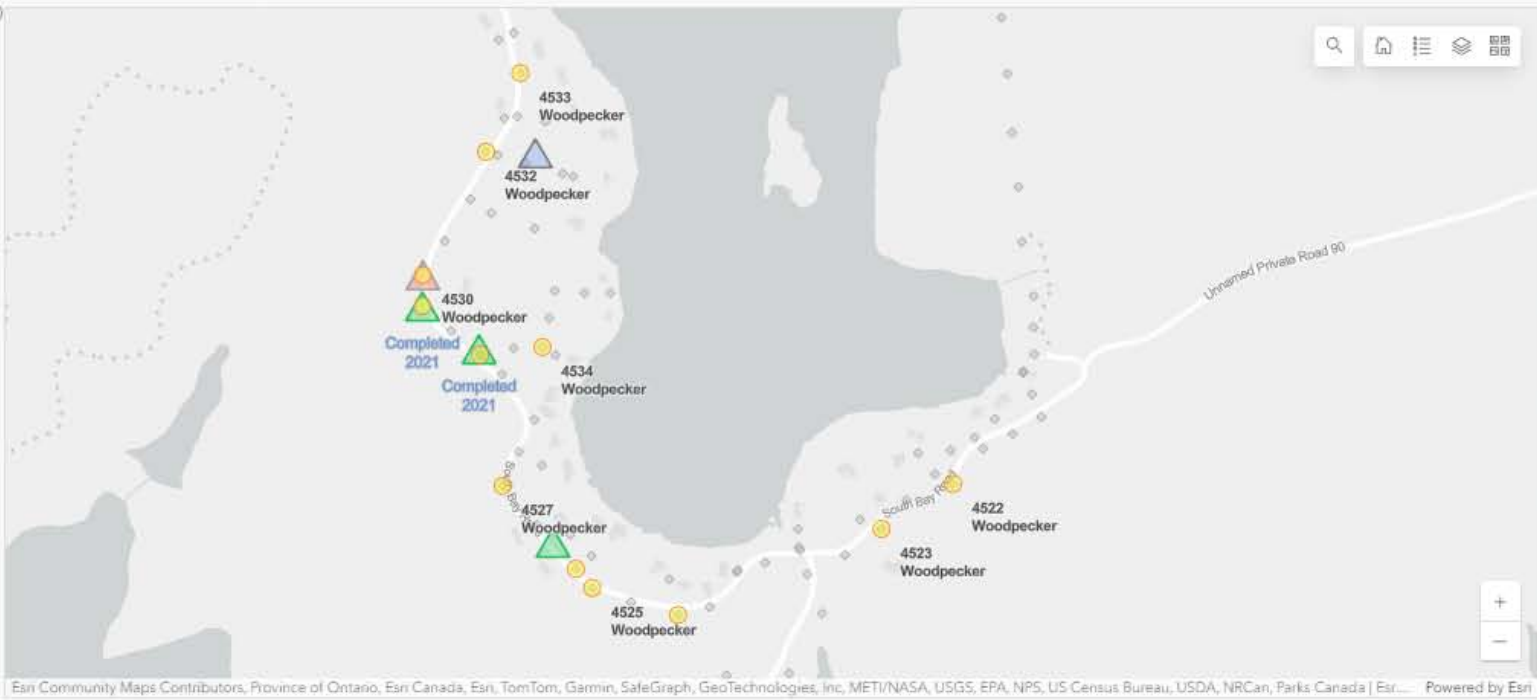 4533
Woodpecker
4532
Woodpecker
Unnamed Private Road 90
4530
Woodpecker
Completed
2021
Completed
2021
4534
Woodpecker
South Bay
4527
Woodpecker
South Bay Road
4522
Woodpecker
4523
Woodpecker
4525
Woodpecker
+
−
Esri Community Maps Contributors, Province of Ontario, Esri Canada, Esri, TomTom, Garmin, SafeGraph, GeoTechnologies, Inc, METI/NASA, USGS, EPA, NPS, US Census Bureau, USDA, NRCan, Parks Canada | Esr... Powered by Esri